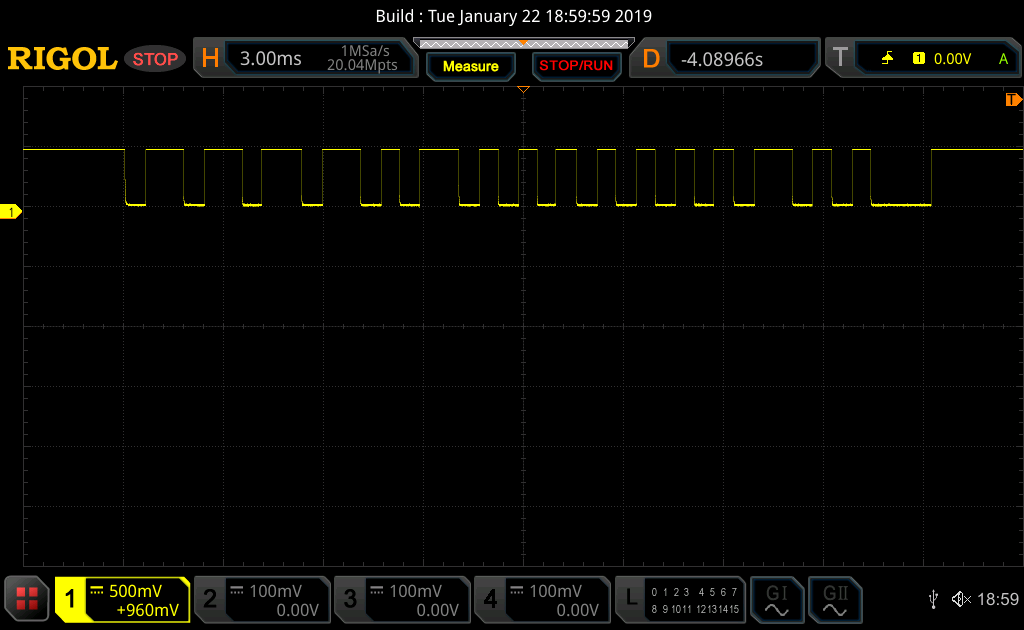 Build : Tue January 22 18:59:59 2019
RIGOL STOP H 3.00ms 1MSa/s 20.04Mpts Measure STOP/RUN D -4.08966s T 1 0.00V A
T
1
1 500mV +960mV 2 100mV 0.00V 3 100mV 0.00V 4 100mV 0.00V L 0 1 2 3 4 5 6 7 8 9 10 11 12 13 14 15 GI GII 18:59